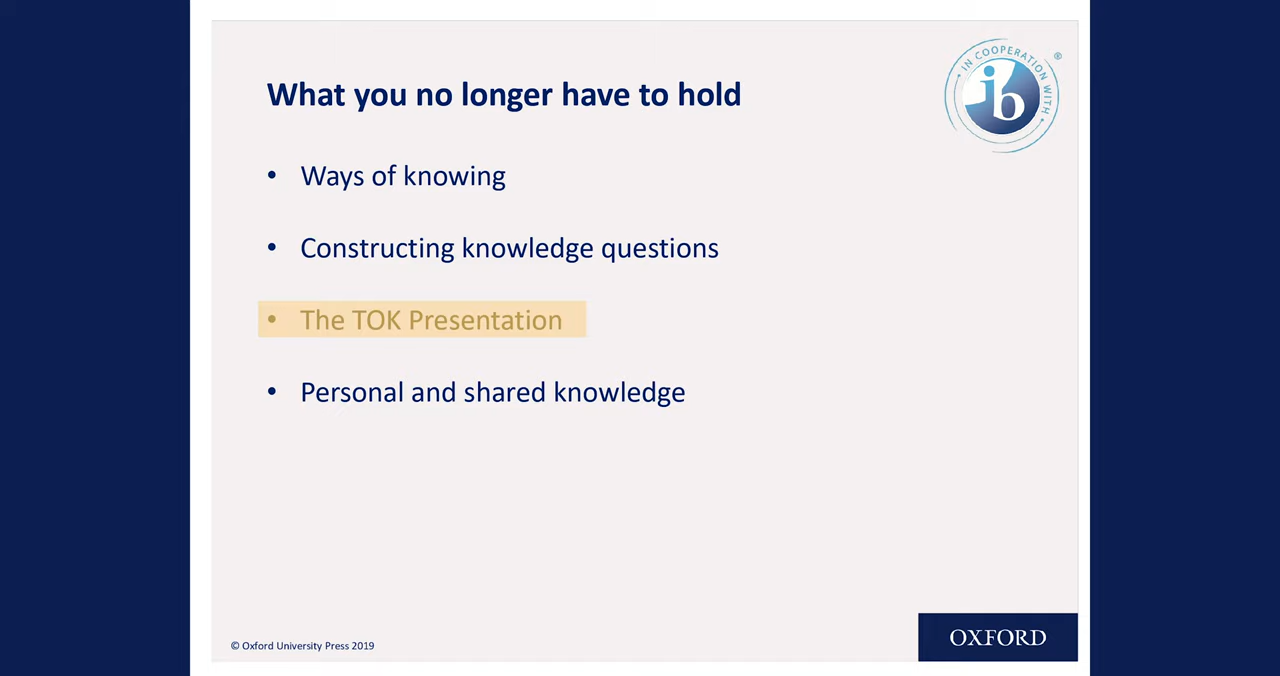 What you no longer have to hold
IN COOPERATION WITH
ib
®
• Ways of knowing
• Constructing knowledge questions
• The TOK Presentation
• Personal and shared knowledge
© Oxford University Press 2019
OXFORD